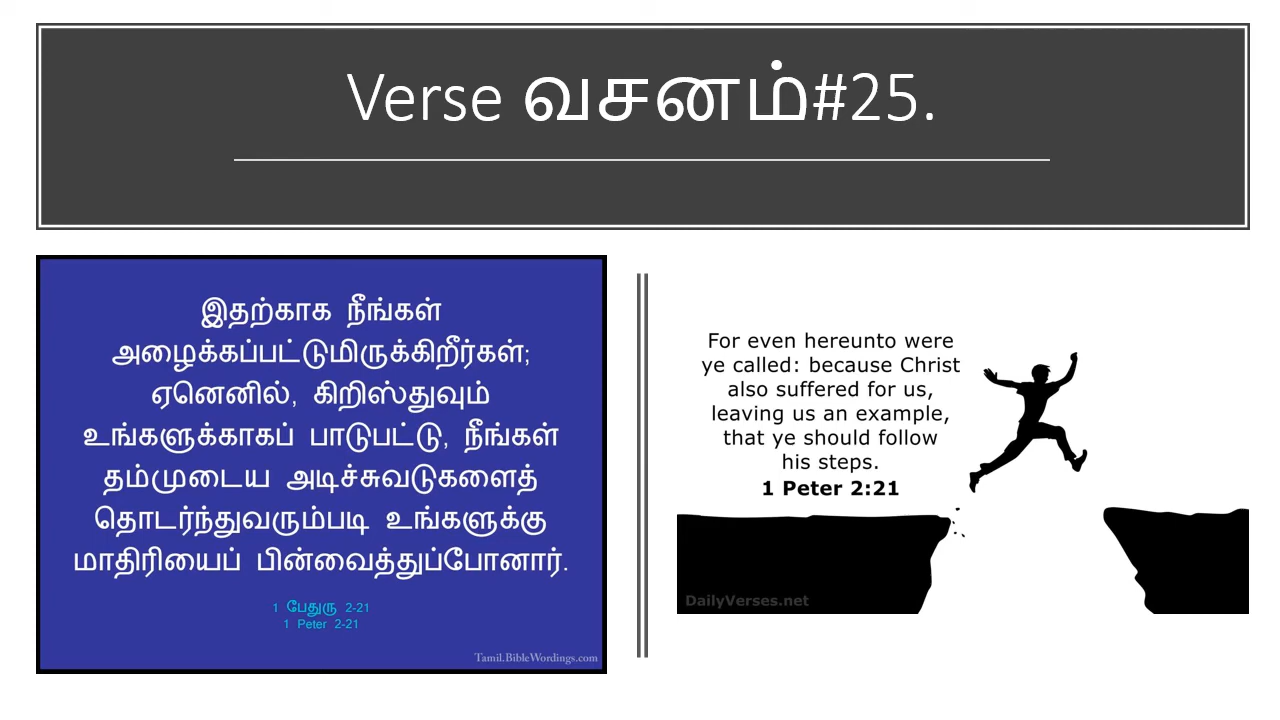 Verse வசனம்#25.
இதற்காக நீங்கள்
அழைக்கப்பட்டுமிருக்கிறீர்கள்;
ஏனெனில், கிறிஸ்துவும்
உங்களுக்காகப் பாடுபட்டு, நீங்கள்
தம்முடைய அடிச்சுவடுகளைத்
தொடர்ந்துவரும்படி உங்களுக்கு
மாதிரியைப் பின்வைத்துப்போனார்.
1 பேதுரு 2-21
1 Peter 2-21
Tamil.BibleWordings.com
For even hereunto were
ye called: because Christ
also suffered for us,
leaving us an example,
that ye should follow
his steps.
1 Peter 2:21
DailyVerses.net